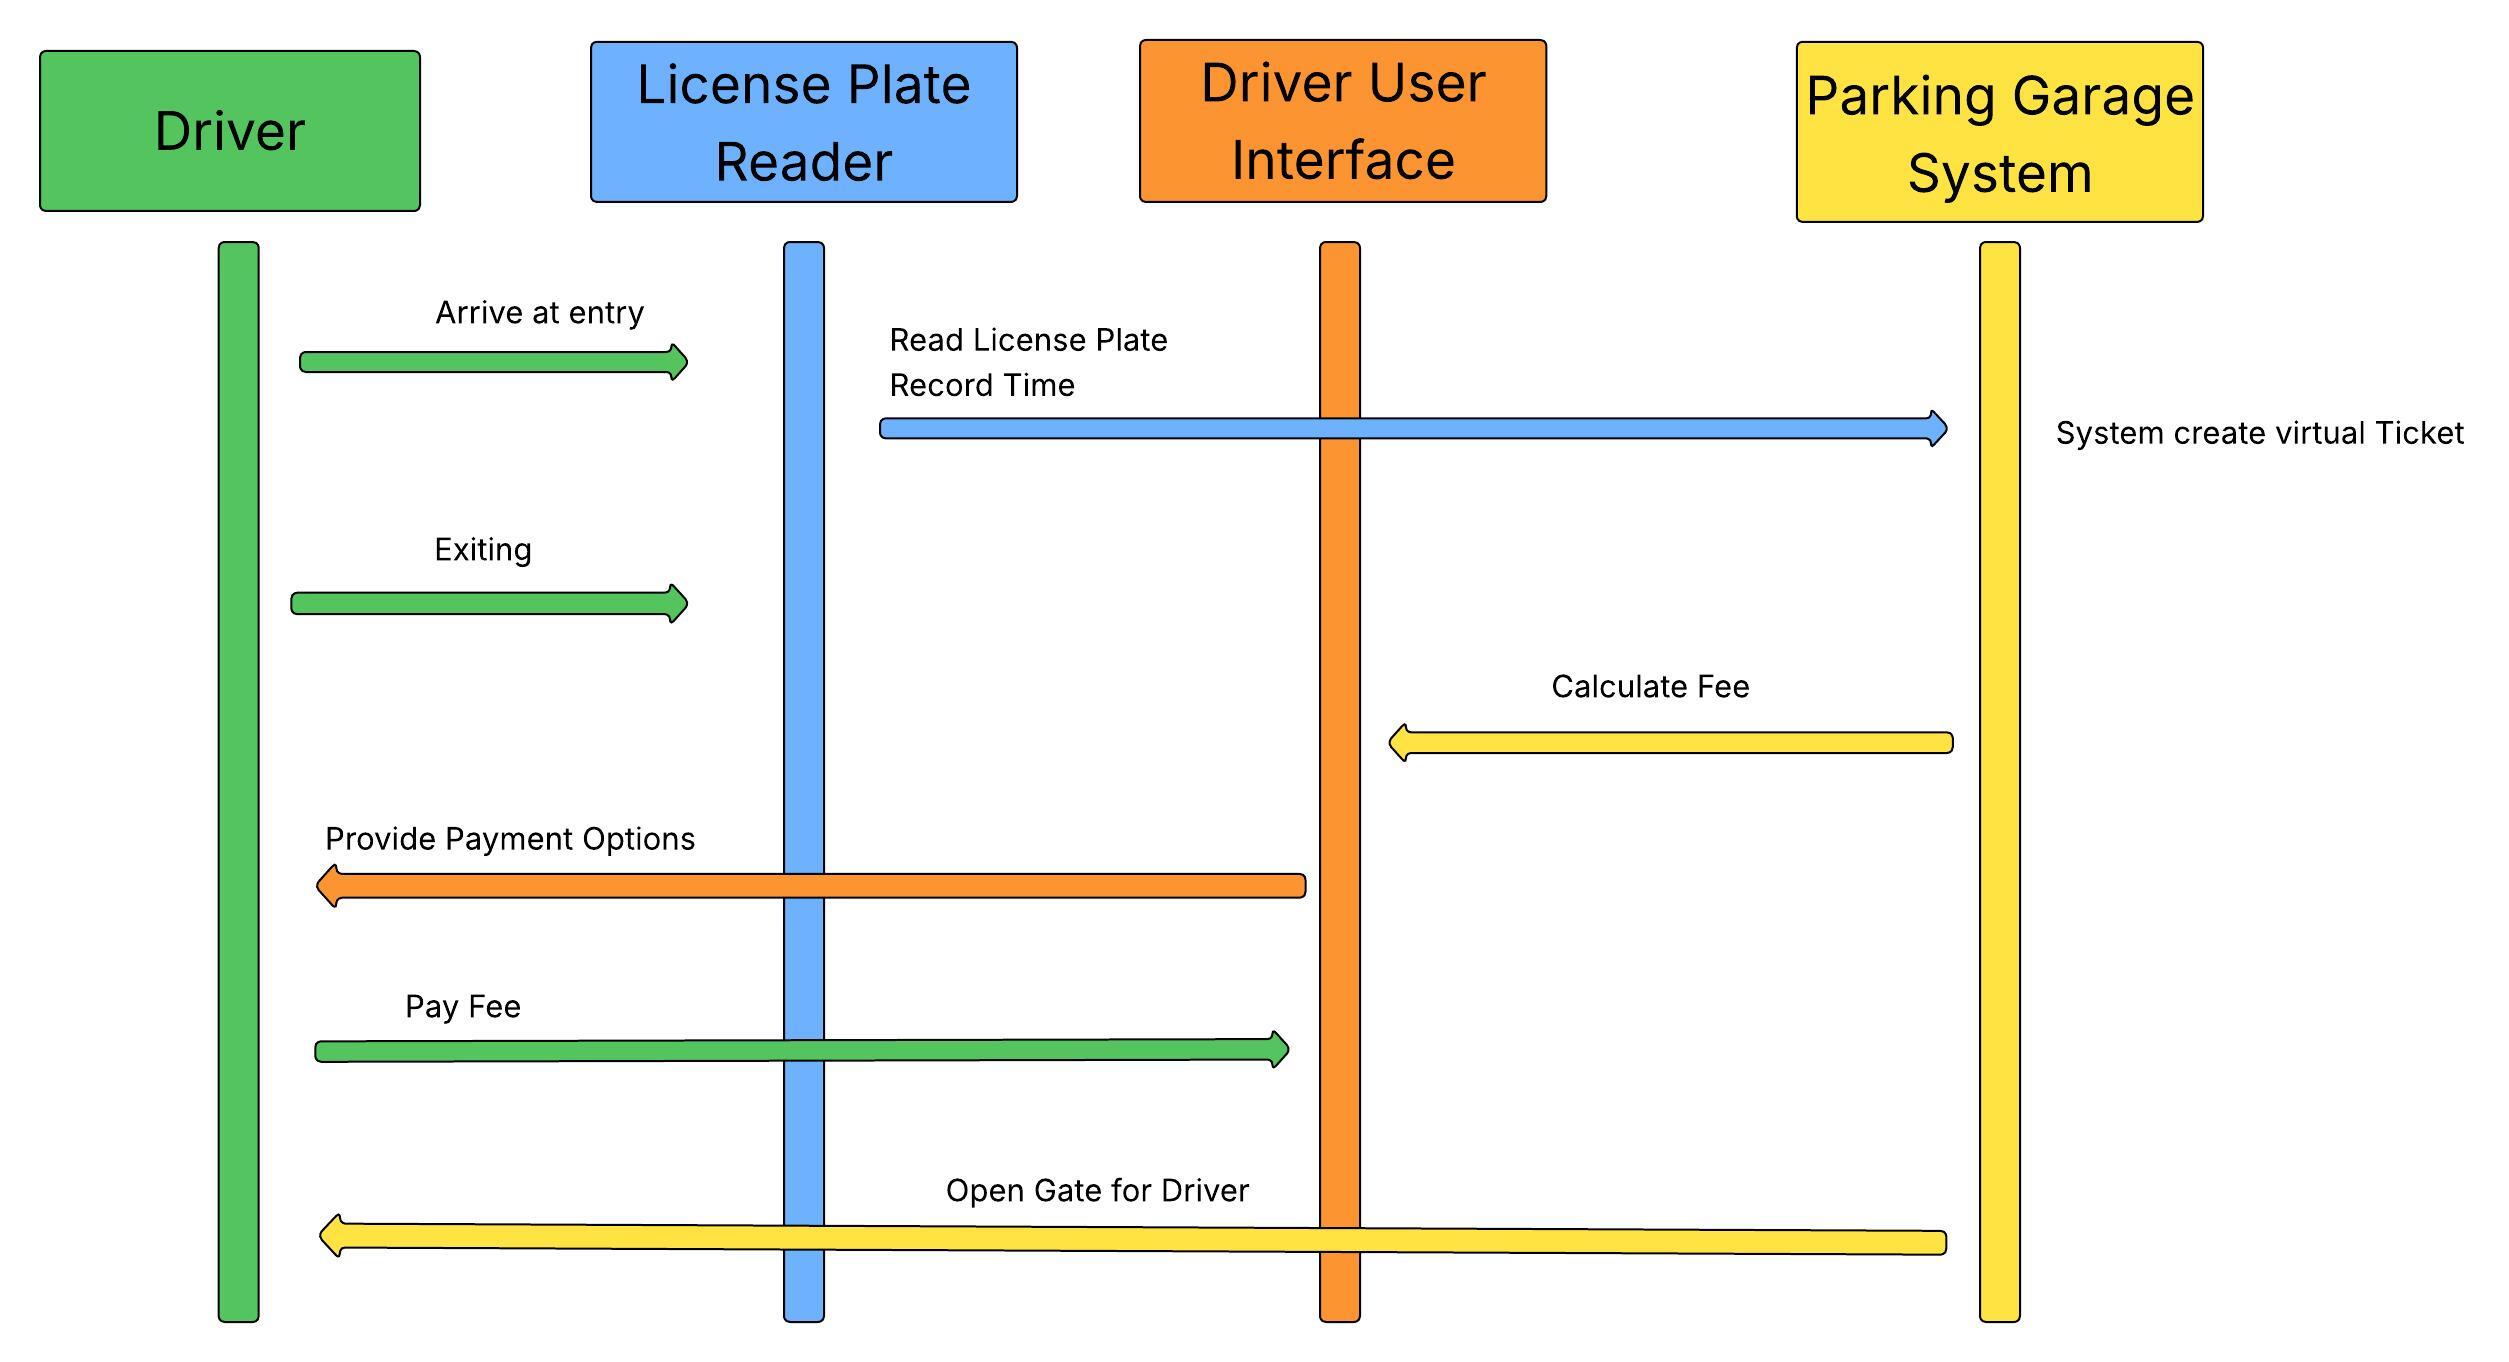 Driver
License Plate
Reader
Driver User
Interface
Parking Garage
System
Arrive at entry
Read License Plate
Record Time
System create virtual Ticket
Exiting
Calculate Fee
Provide Payment Options
Pay Fee
Open Gate for Driver